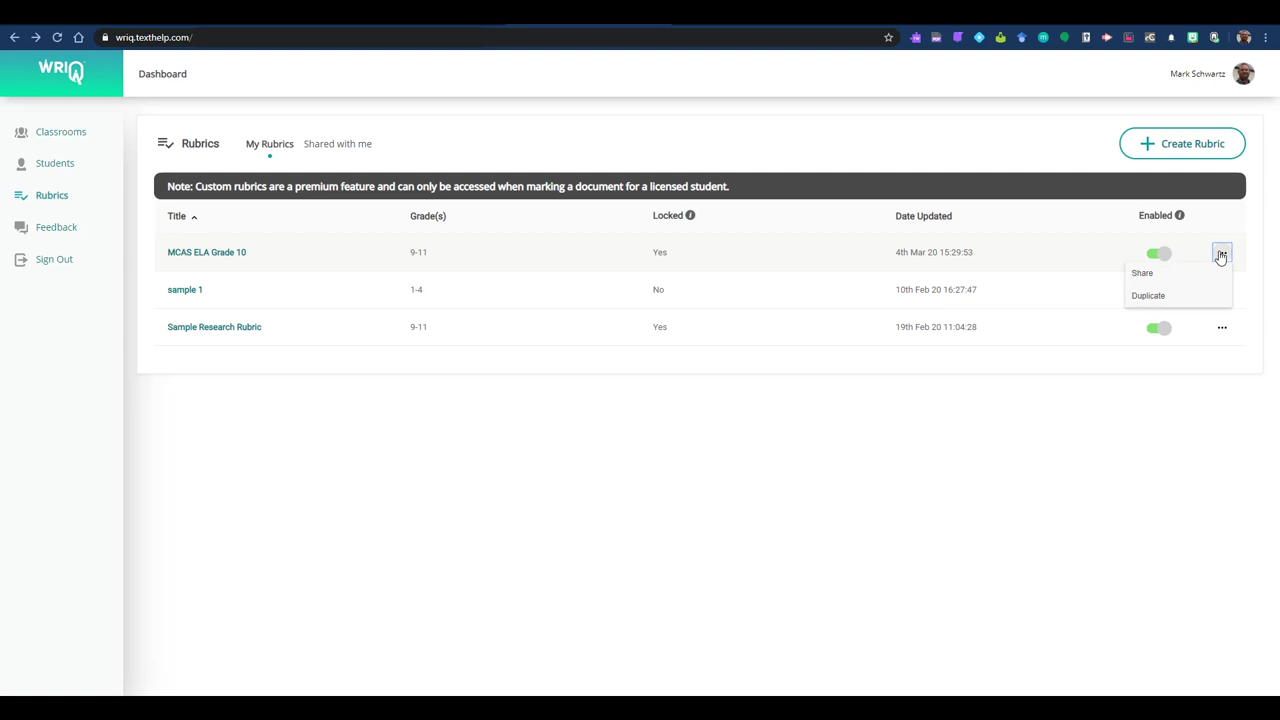 wriq.texthelp.com/
WRIQ
Dashboard
Mark Schwartz
Classrooms
Students
Rubrics
Feedback
Sign Out
Rubrics
My Rubrics
Shared with me
Create Rubric
Note: Custom rubrics are a premium feature and can only be accessed when marking a document for a licensed student.
Title Grade(s) Locked Date Updated Enabled
MCAS ELA Grade 10 9-11 Yes 4th Mar 20 15:29:53
Share
Duplicate
sample 1 1-4 No 10th Feb 20 16:27:47
Sample Research Rubric 9-11 Yes 19th Feb 20 11:04:28